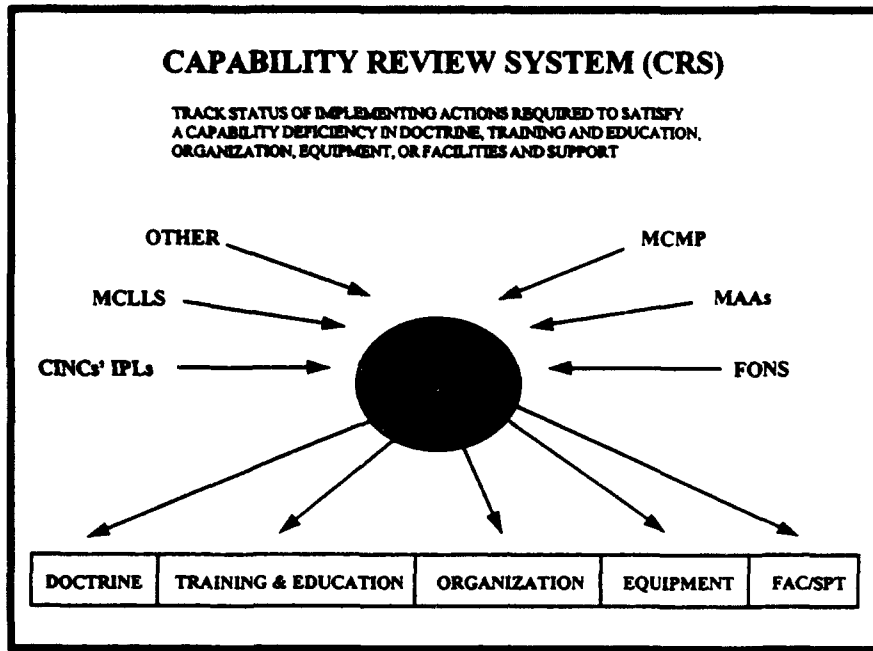 CAPABILITY REVIEW SYSTEM (CRS)
TRACK STATUS OF IMPLEMENTING ACTIONS REQUIRED TO SATISFY
A CAPABILITY DEFICIENCY IN DOCTRINE, TRAINING AND EDUCATION,
ORGANIZATION, EQUIPMENT, OR FACILITIES AND SUPPORT
OTHER
MCMP
MCLLS
MAAs
CINCs' IPLs
FONS
DOCTRINE
TRAINING & EDUCATION
ORGANIZATION
EQUIPMENT
FAC/SPT